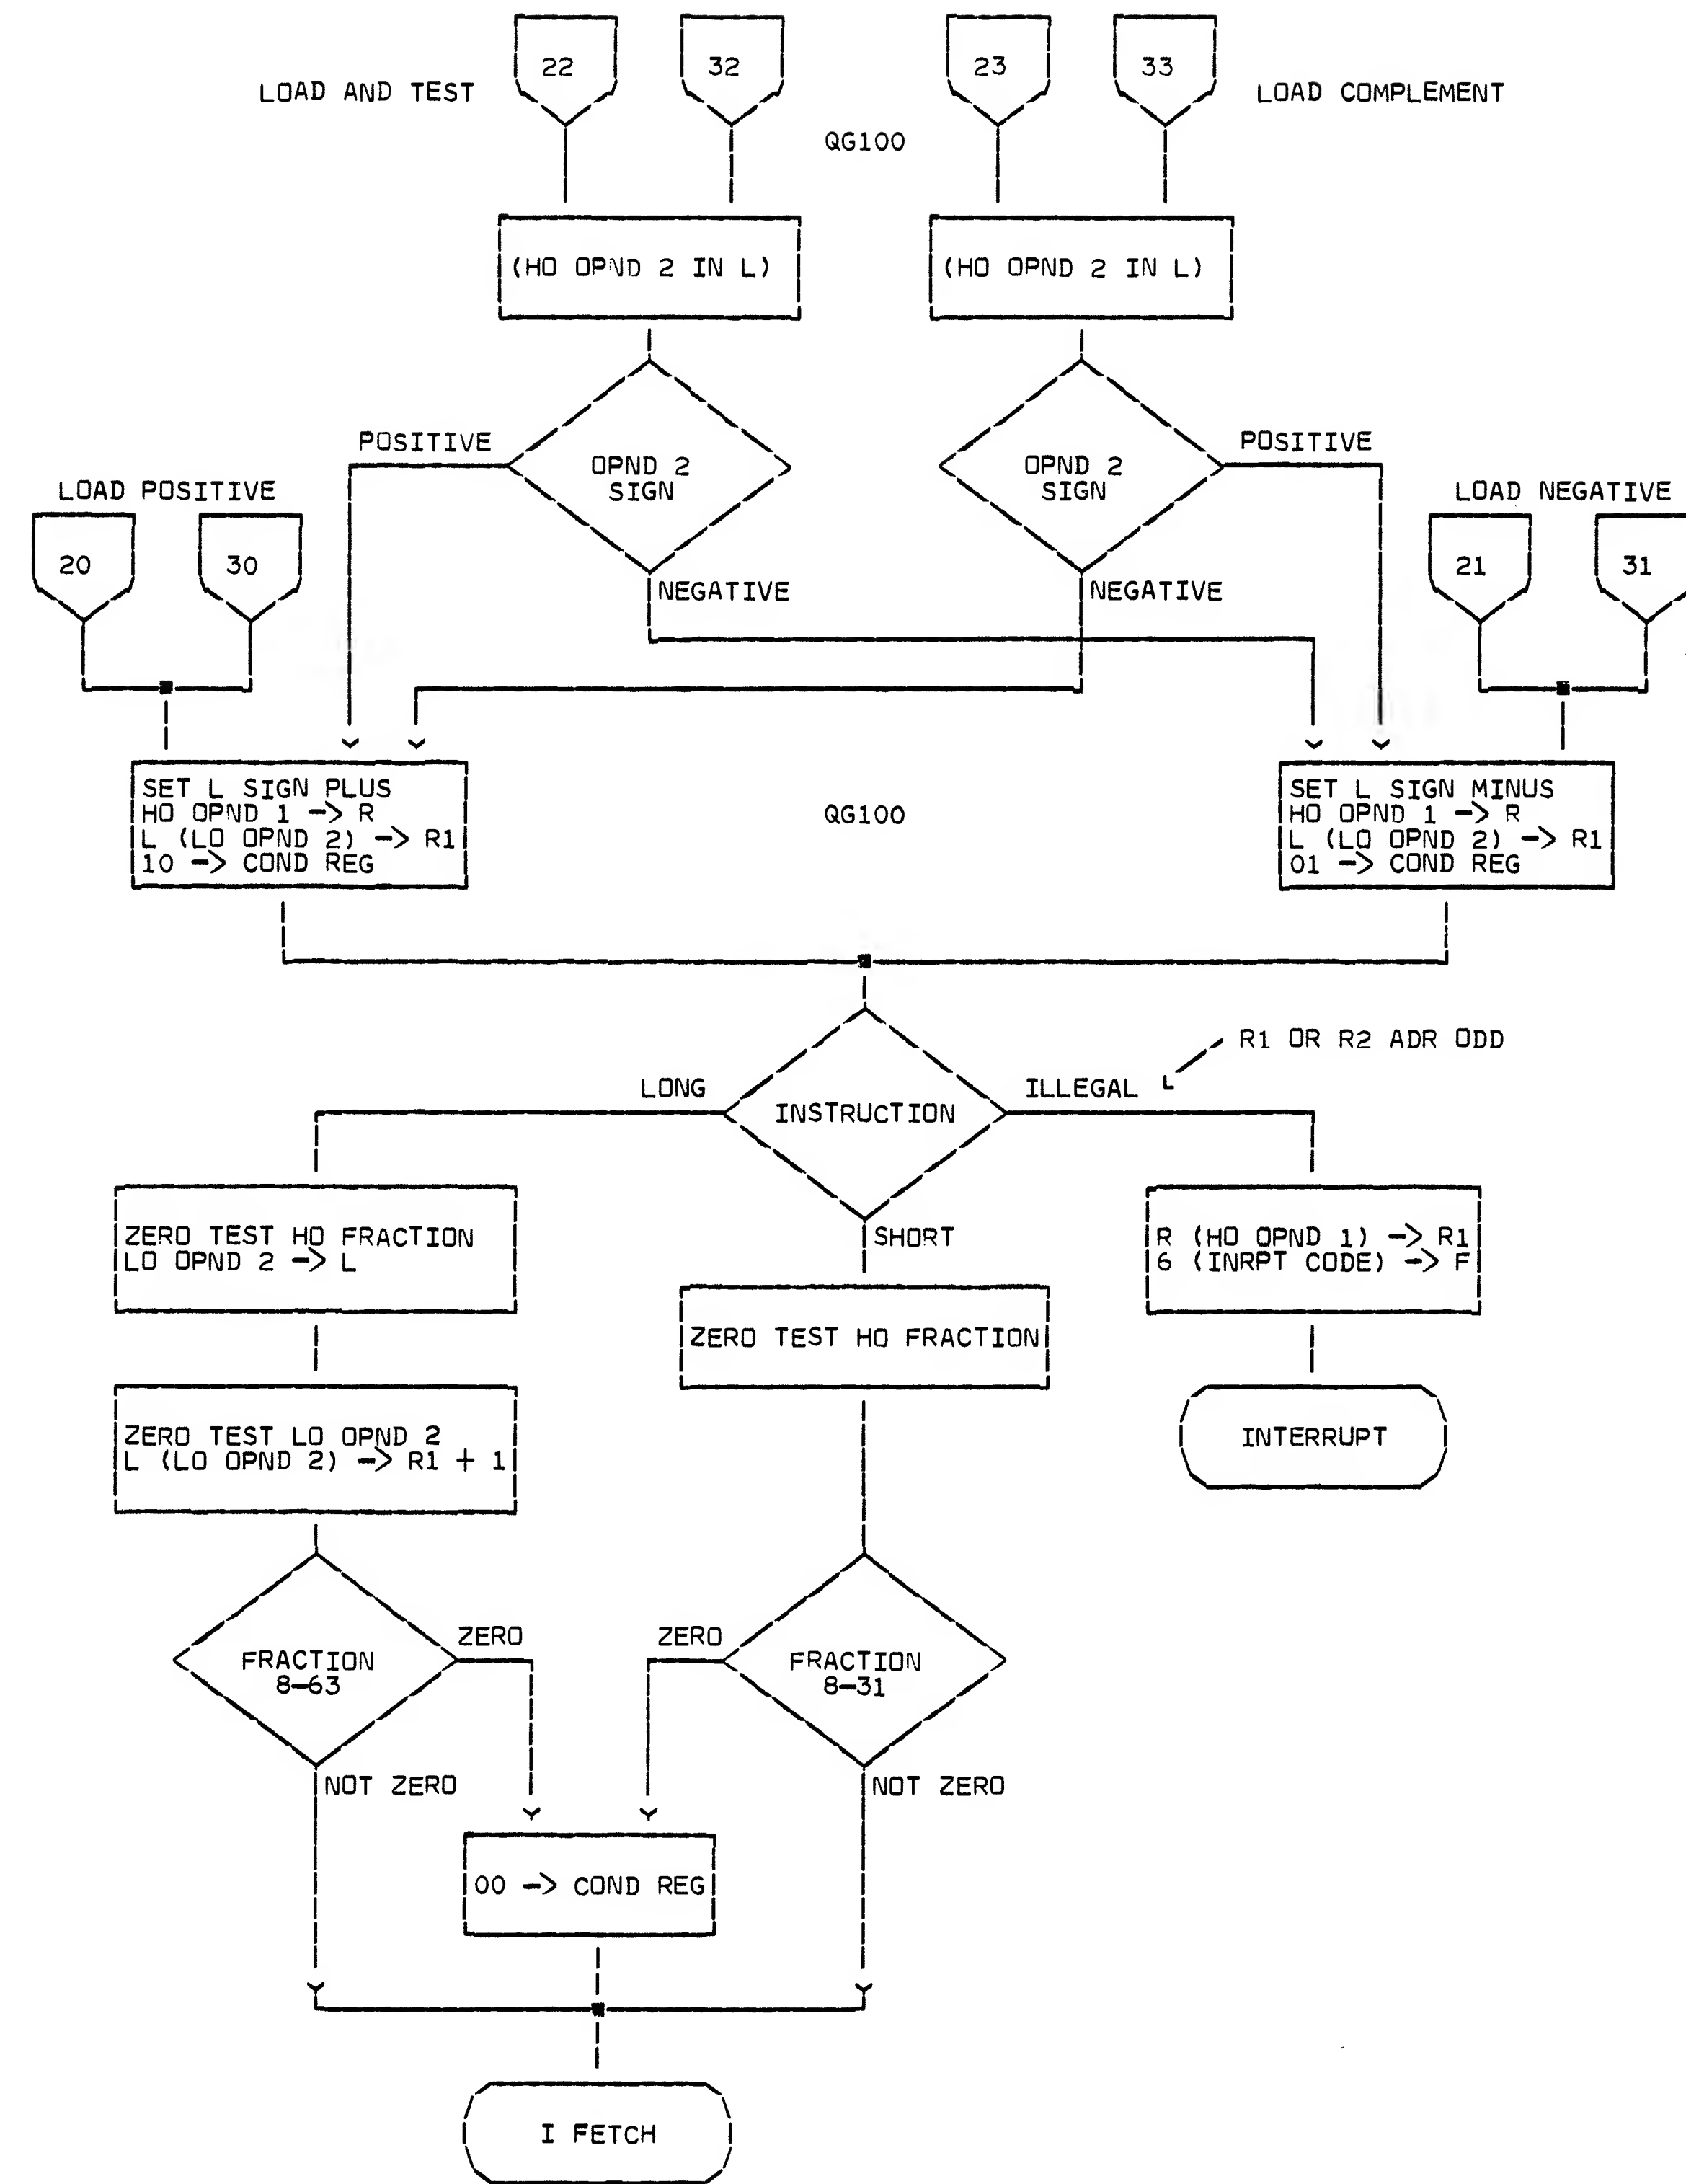 22
32
23
33
LOAD AND TEST
LOAD COMPLEMENT
QG100
(HO OPND 2 IN L)
(HO OPND 2 IN L)
POSITIVE
OPND 2
SIGN
NEGATIVE
OPND 2
SIGN
POSITIVE
NEGATIVE
LOAD POSITIVE
20
30
LOAD NEGATIVE
21
31
SET L SIGN PLUS
HO OPND 1 —> R
L (LO OPND 2) —> R1
10 —> COND REG
QG100
SET L SIGN MINUS
HO OPND 1 —> R
L (LO OPND 2) —> R1
01 —> COND REG
R1 OR R2 ADR ODD
LONG
INSTRUCTION
ILLEGAL
SHORT
ZERO TEST HO FRACTION
LO OPND 2 —> L
R (HO OPND 1) —> R1
6 (INRPT CODE) —> F
ZERO TEST HO FRACTION
ZERO TEST LO OPND 2
L (LO OPND 2) —> R1 + 1
INTERRUPT
FRACTION
8—63
ZERO
NOT ZERO
ZERO
FRACTION
8—31
NOT ZERO
00 —> COND REG
I FETCH